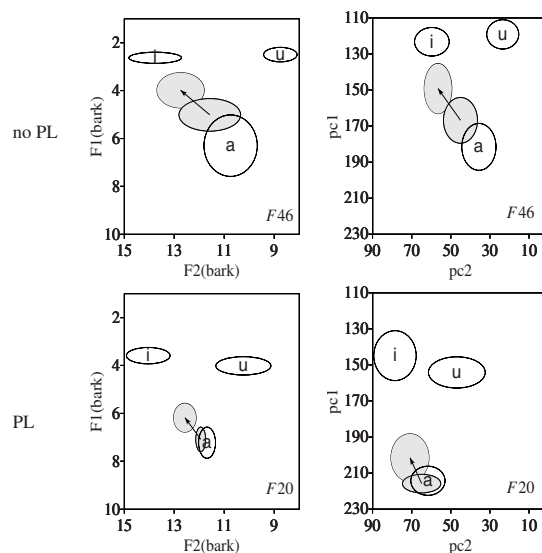 no PL
F1(bark)
2
4
6
8
10
i
u
a
F46
15 13 11 9
F2(bark)
pc1
110
130
150
170
190
210
230
i
u
a
F46
90 70 50 30 10
pc2
PL
F1(bark)
2
4
6
8
10
i
u
a
F20
15 13 11 9
F2(bark)
pc1
110
130
150
170
190
210
230
i
u
a
F20
90 70 50 30 10
pc2